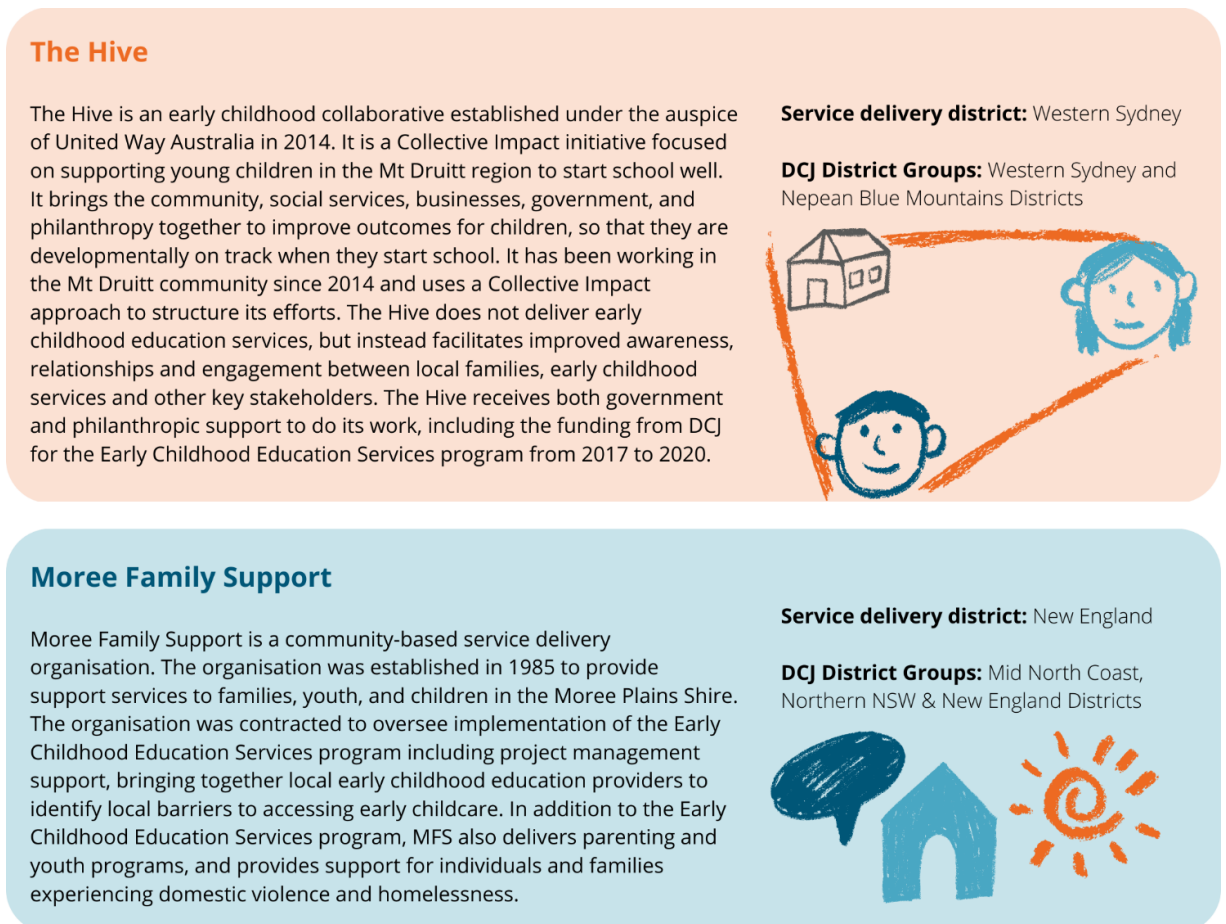 The Hive
The Hive is an early childhood collaborative established under the auspice
of United Way Australia in 2014. It is a Collective Impact initiative focused
on supporting young children in the Mt Druitt region to start school well.
It brings the community, social services, businesses, government, and
philanthropy together to improve outcomes for children, so that they are
developmentally on track when they start school. It has been working in
the Mt Druitt community since 2014 and uses a Collective Impact
approach to structure its efforts. The Hive does not deliver early
childhood education services, but instead facilitates improved awareness,
relationships and engagement between local families, early childhood
services and other key stakeholders. The Hive receives both government
and philanthropic support to do its work, including the funding from DCJ
for the Early Childhood Education Services program from 2017 to 2020.
Service delivery district: Western Sydney
DCJ District Groups: Western Sydney and
Nepean Blue Mountains Districts
Moree Family Support
Moree Family Support is a community-based service delivery
organisation. The organisation was established in 1985 to provide
support services to families, youth, and children in the Moree Plains Shire.
The organisation was contracted to oversee implementation of the Early
Childhood Education Services program including project management
support, bringing together local early childhood education providers to
identify local barriers to accessing early childcare. In addition to the Early
Childhood Education Services program, MFS also delivers parenting and
youth programs, and provides support for individuals and families
experiencing domestic violence and homelessness.
Service delivery district: New England
DCJ District Groups: Mid North Coast,
Northern NSW & New England Districts